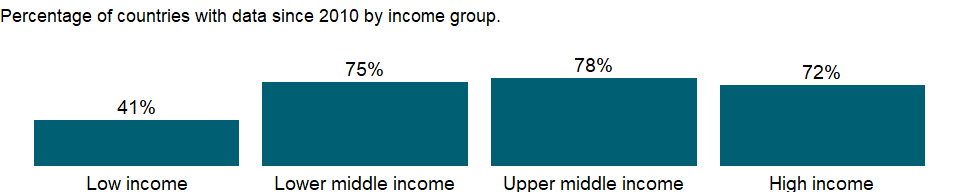 Percentage of countries with data since 2010 by income group.
41%
75%
78%
72%
Low income
Lower middle income
Upper middle income
High income